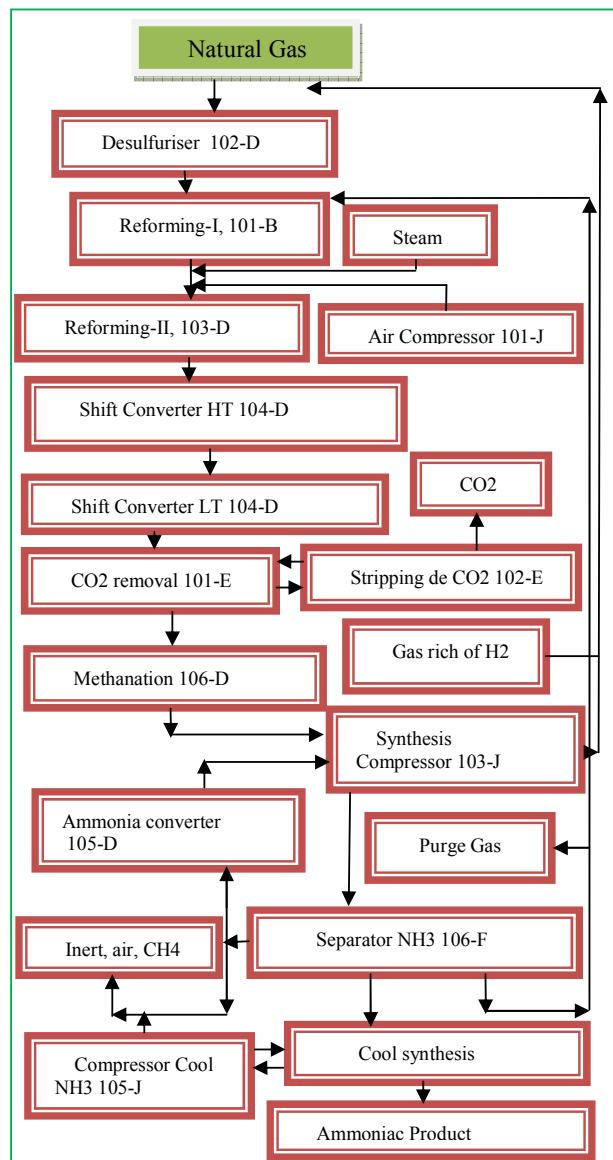 Natural Gas
Desulfuriser 102-D
Reforming-I, 101-B
Steam
Reforming-II, 103-D
Air Compressor 101-J
Shift Converter HT 104-D
CO2
Shift Converter LT 104-D
CO2 removal 101-E
Stripping de CO2 102-E
Gas rich of H2
Methanation 106-D
Synthesis
Compressor 103-J
Ammonia converter
105-D
Purge Gas
Inert, air, CH4
Separator NH3 106-F
Compressor Cool
NH3 105-J
Cool synthesis
Ammoniac Product